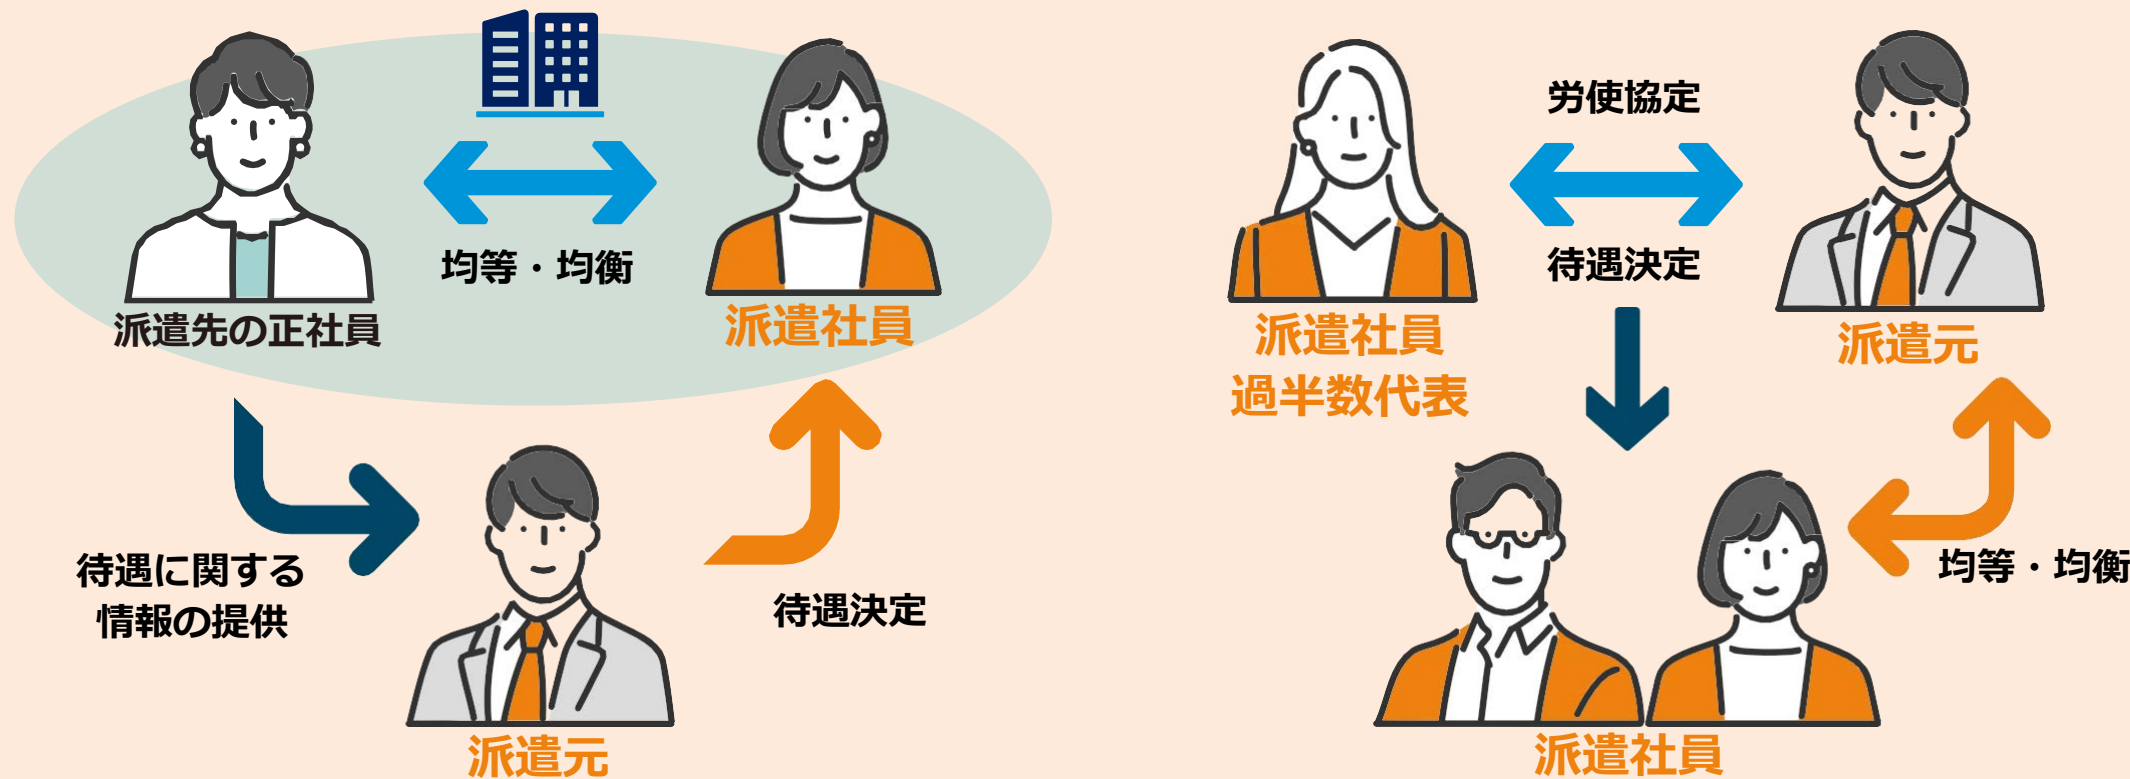 均等・均衡
派遣先の正社員
派遣社員
待遇に関する
情報の提供
待遇決定
派遣元
労使協定
待遇決定
派遣社員
過半数代表
派遣元
均等・均衡
派遣社員